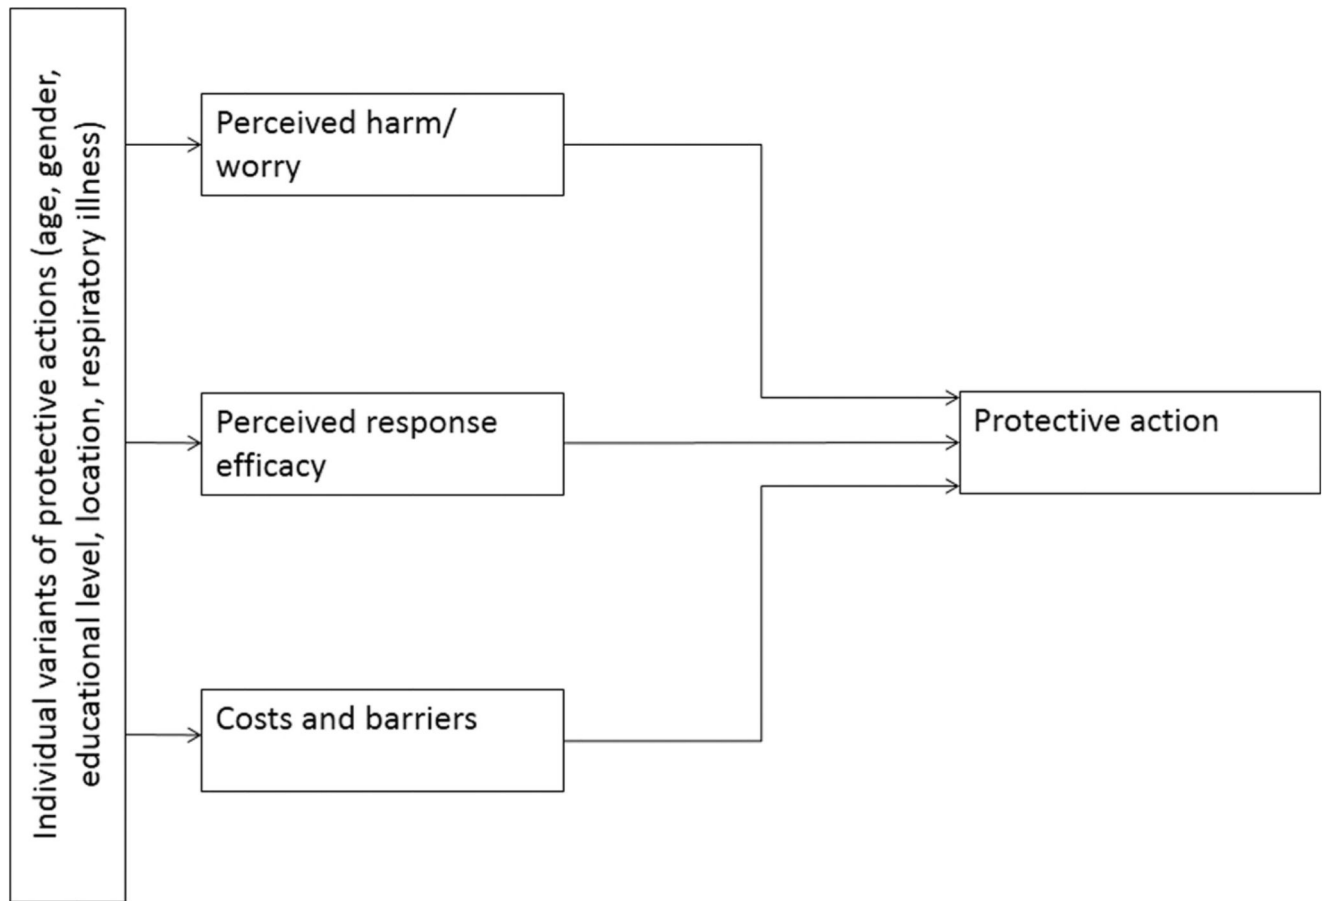 Individual variants of protective actions (age, gender,
educational level, location, respiratory illness)
Perceived harm/
worry
Perceived response
efficacy
Costs and barriers
Protective action